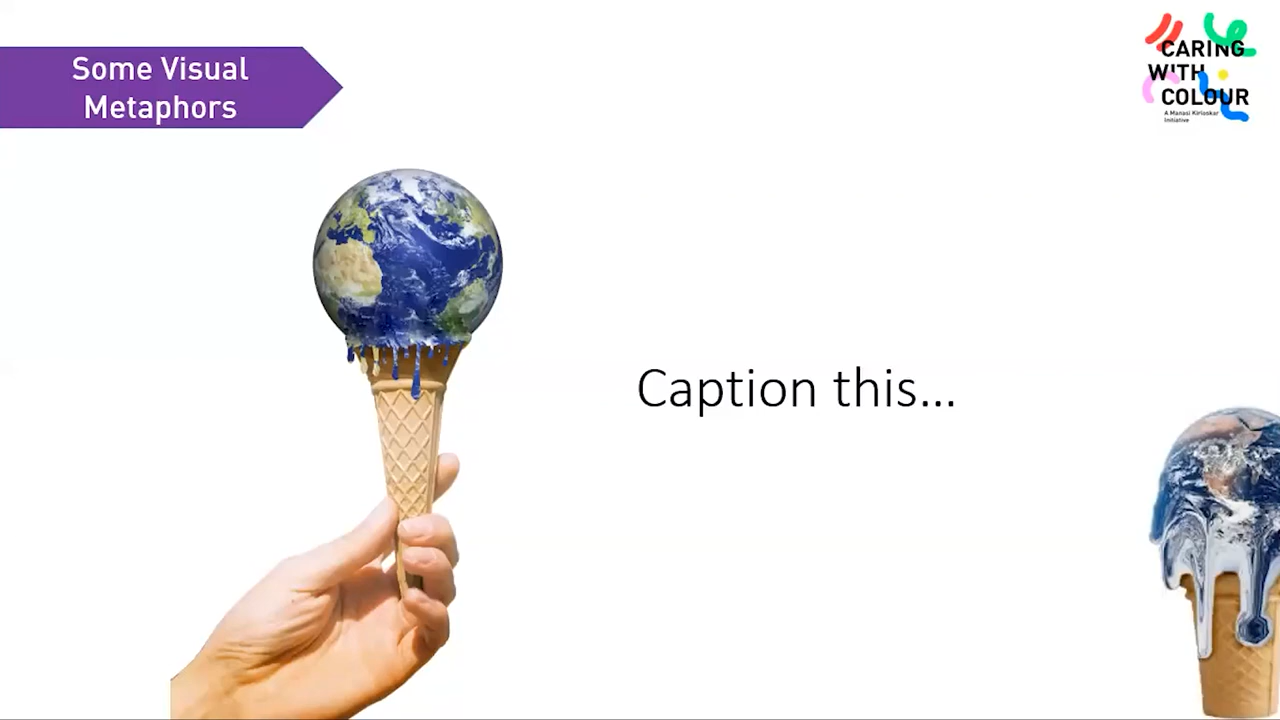 Some Visual
Metaphors
CARING
WITH
COLOUR
A Manasi Kirloskar
Initiative
Caption this...